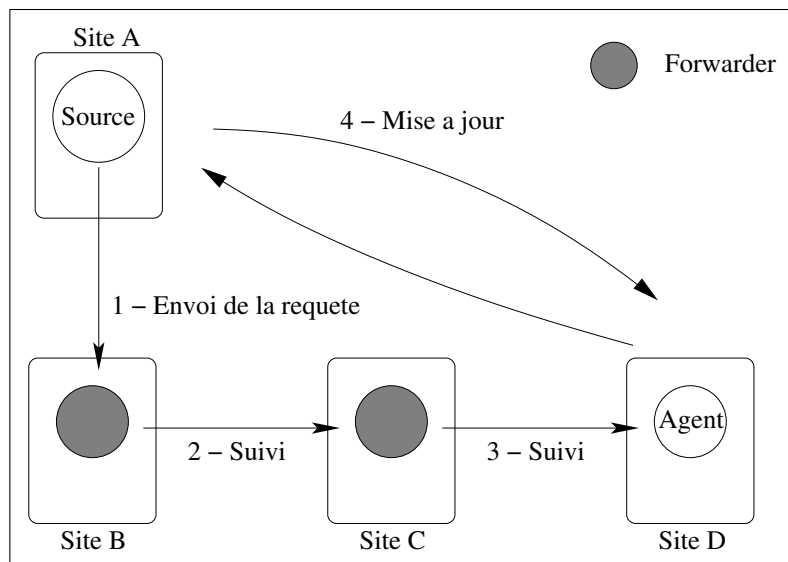 Site A
Forwarder
Source
4 – Mise a jour
1 – Envoi de la requete
Agent
2 – Suivi
3 – Suivi
Site B
Site C
Site D